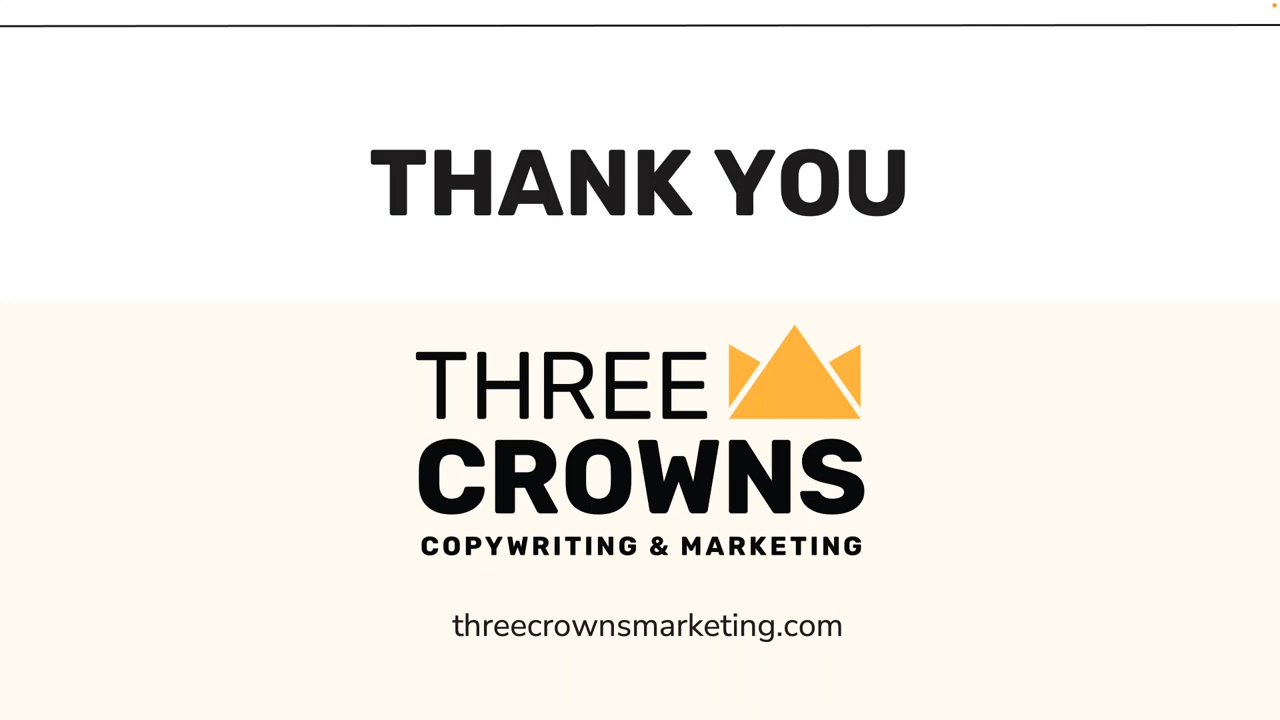 THANK YOU
THREE
CROWNS
COPYWRITING & MARKETING
threecrownsmarketing.com